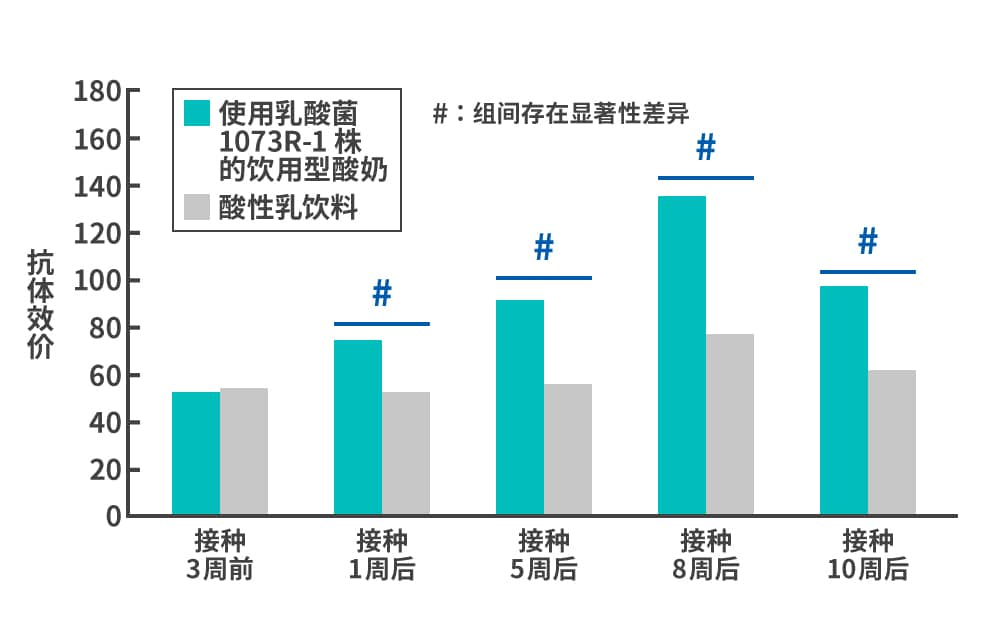 180
160
140
120
100
80
60
40
20
0
抗体效价
使用乳酸菌
1073R-1 株
的饮用型酸奶
酸性乳饮料
#：组间存在显著性差异
#
#
#
#
接种
3周前
接种
1周后
接种
5周后
接种
8周后
接种
10周后